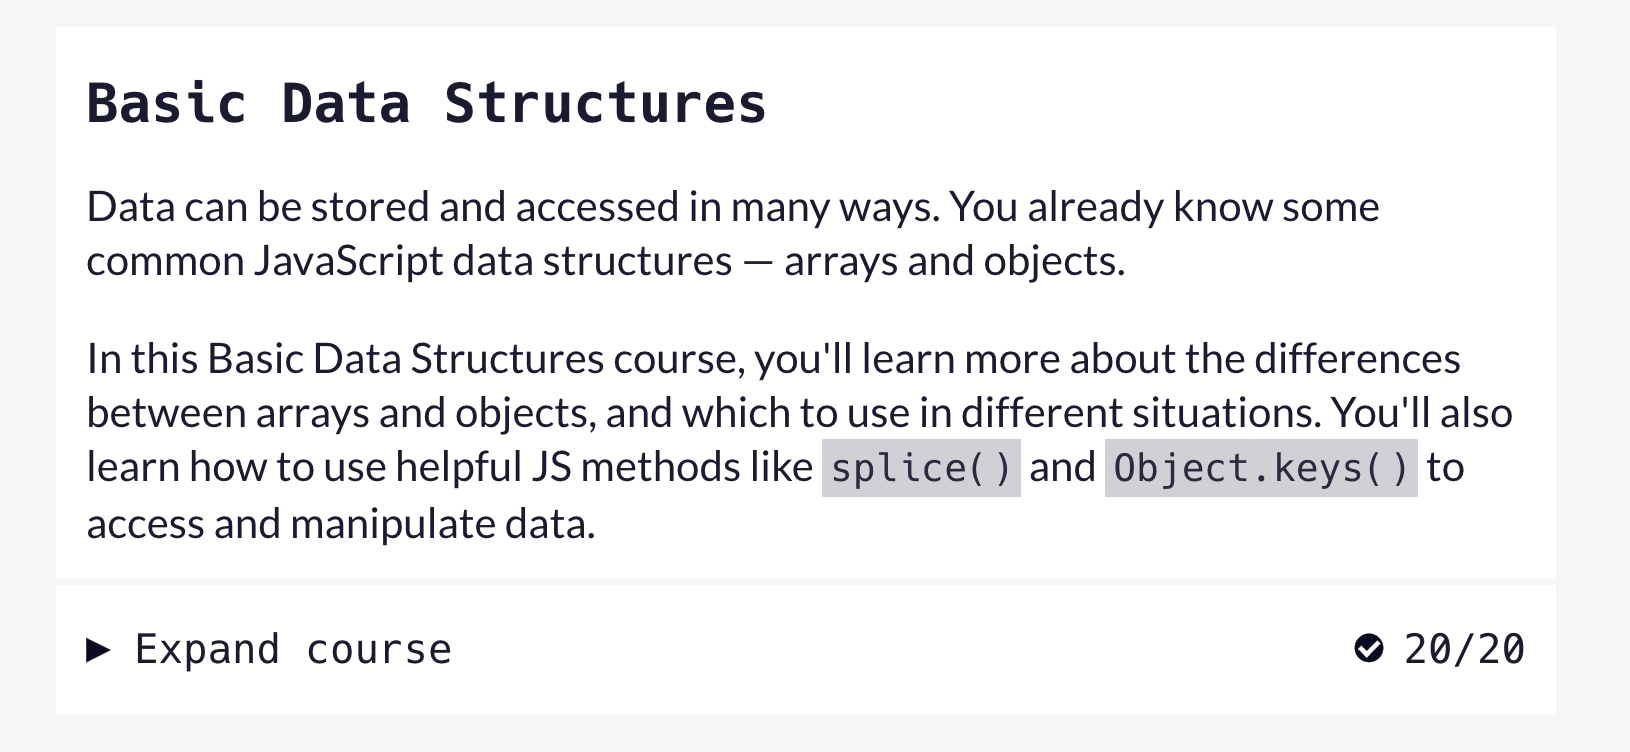 Basic Data Structures
Data can be stored and accessed in many ways. You already know some
common JavaScript data structures — arrays and objects.
In this Basic Data Structures course, you'll learn more about the differences
between arrays and objects, and which to use in different situations. You'll also
learn how to use helpful JS methods like splice() and Object.keys() to
access and manipulate data.
Expand course 20/20